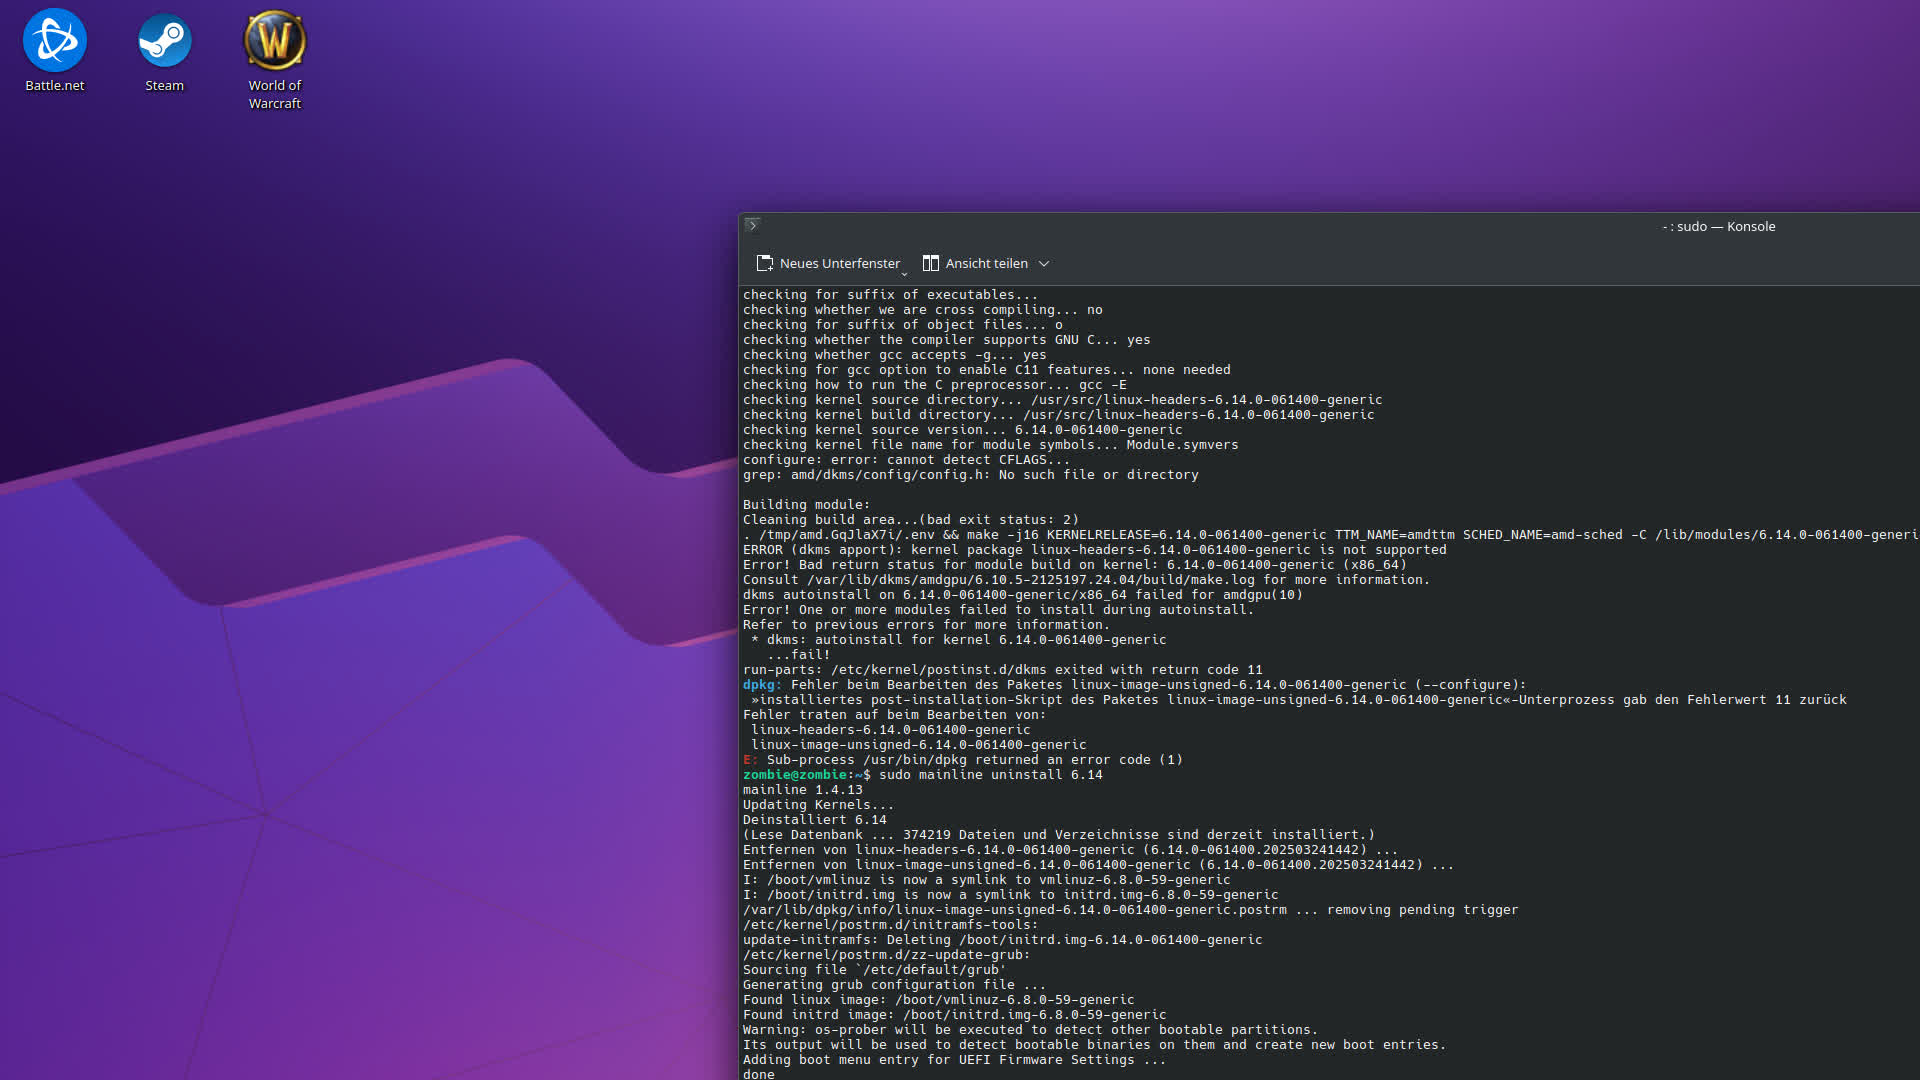 Battle.net
Steam
World of
Warcraft
- : sudo — Konsole
Neues Unterfenster
Ansicht teilen
checking for suffix of executables...
checking whether we are cross compiling... no
checking for suffix of object files... o
checking whether the compiler supports GNU C... yes
checking whether gcc accepts -g... yes
checking for gcc option to enable C11 features... none needed
checking how to run the C preprocessor... gcc -E
checking kernel source directory... /usr/src/linux-headers-6.14.0-061400-generic
checking kernel build directory... /usr/src/linux-headers-6.14.0-061400-generic
checking kernel source version... 6.14.0-061400-generic
checking kernel file name for module symbols... Module.symvers
configure: error: cannot detect CFLAGS...
grep: amd/dkms/config/config.h: No such file or directory
Building module:
Cleaning build area...(bad exit status: 2)
. /tmp/amd.GqJlaX7i/.env && make -j16 KERNELRELEASE=6.14.0-061400-generic TTM_NAME=amdttm SCHED_NAME=amd-sched -C /lib/modules/6.14.0-061400-generi
ERROR (dkms apport): kernel package linux-headers-6.14.0-061400-generic is not supported
Error! Bad return status for module build on kernel: 6.14.0-061400-generic (x86_64)
Consult /var/lib/dkms/amdgpu/6.10.5-2125197.24.04/build/make.log for more information.
dkms autoinstall on 6.14.0-061400-generic/x86_64 failed for amdgpu(10)
Error! One or more modules failed to install during autoinstall.
Refer to previous errors for more information.
* dkms: autoinstall for kernel 6.14.0-061400-generic
...fail!
run-parts: /etc/kernel/postinst.d/dkms exited with return code 11
dpkg: Fehler beim Bearbeiten des Paketes linux-image-unsigned-6.14.0-061400-generic (--configure):
»installiertes post-installation-Skript des Paketes linux-image-unsigned-6.14.0-061400-generic«-Unterprozess gab den Fehlerwert 11 zurück
Fehler traten auf beim Bearbeiten von:
linux-headers-6.14.0-061400-generic
linux-image-unsigned-6.14.0-061400-generic
E: Sub-process /usr/bin/dpkg returned an error code (1)
zombie@zombie:~$ sudo mainline uninstall 6.14
mainline 1.4.13
Updating Kernels...
Deinstalliert 6.14
(Lese Datenbank ... 374219 Dateien und Verzeichnisse sind derzeit installiert.)
Entfernen von linux-headers-6.14.0-061400-generic (6.14.0-061400.202503241442) ...
Entfernen von linux-image-unsigned-6.14.0-061400-generic (6.14.0-061400.202503241442) ...
I: /boot/vmlinuz is now a symlink to vmlinuz-6.8.0-59-generic
I: /boot/initrd.img is now a symlink to initrd.img-6.8.0-59-generic
/var/lib/dpkg/info/linux-image-unsigned-6.14.0-061400-generic.postrm ... removing pending trigger
/etc/kernel/postrm.d/initramfs-tools:
update-initramfs: Deleting /boot/initrd.img-6.14.0-061400-generic
/etc/kernel/postrm.d/zz-update-grub:
Sourcing file `/etc/default/grub'
Generating grub configuration file ...
Found linux image: /boot/vmlinuz-6.8.0-59-generic
Found initrd image: /boot/initrd.img-6.8.0-59-generic
Warning: os-prober will be executed to detect other bootable partitions.
Its output will be used to detect bootable binaries on them and create new boot entries.
Adding boot menu entry for UEFI Firmware Settings ...
done